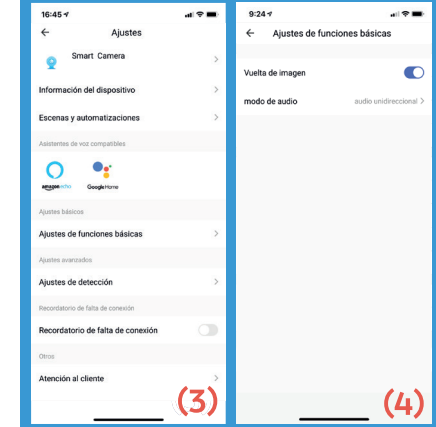 16:45
Ajustes
Smart Camera
Información del dispositivo
Escenas y automatizaciones
Asistentes de voz compatibles
amazon echo
Google Home
Ajustes básicos
Ajustes de funciones básicas
Ajustes avanzados
Ajustes de detección
Recordatorio de falta de conexión
Recordatorio de falta de conexión
Otros
Atención al cliente
(3)
9:24
Ajustes de funciones básicas
Vuelta de imagen
modo de audio audio unidireccional
(4)